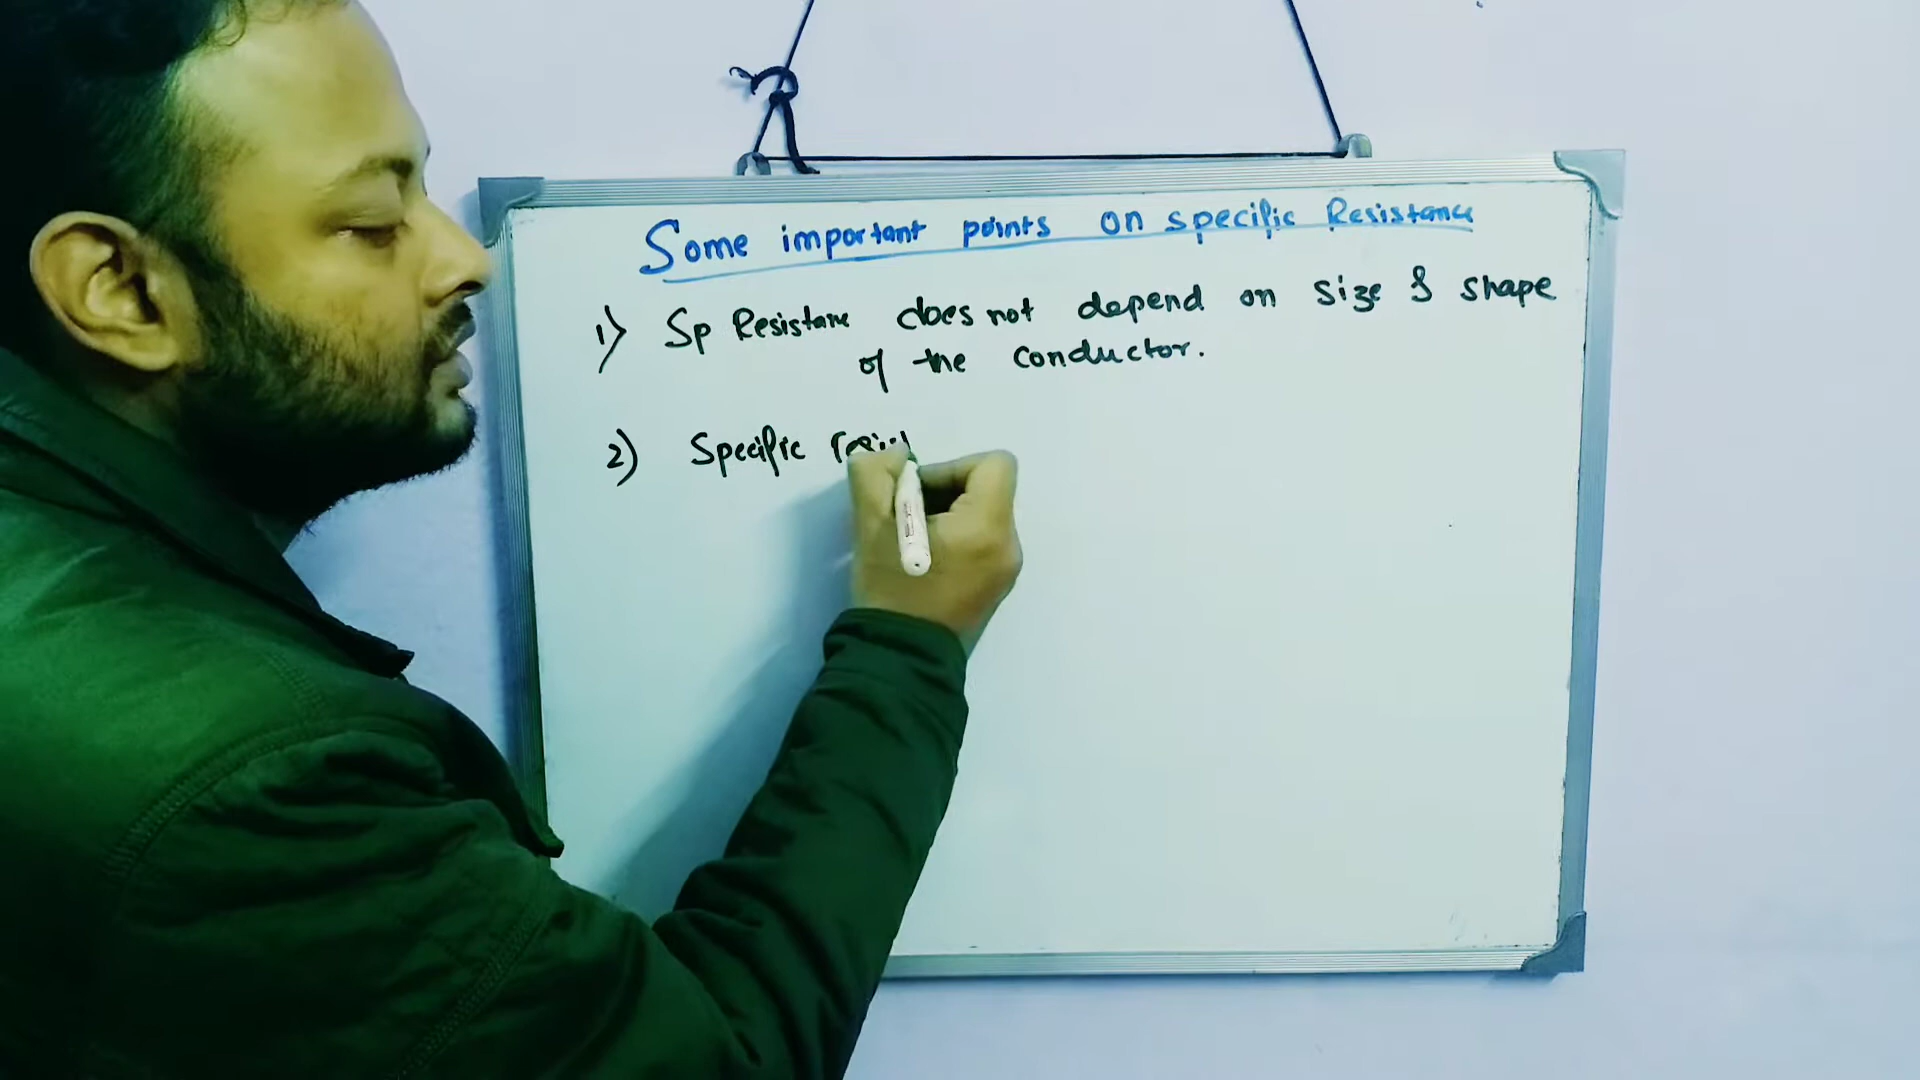 Some important points on specific Resistance
1) Sp Resistance does not depend on size & shape
of the conductor.
2) Specific resist